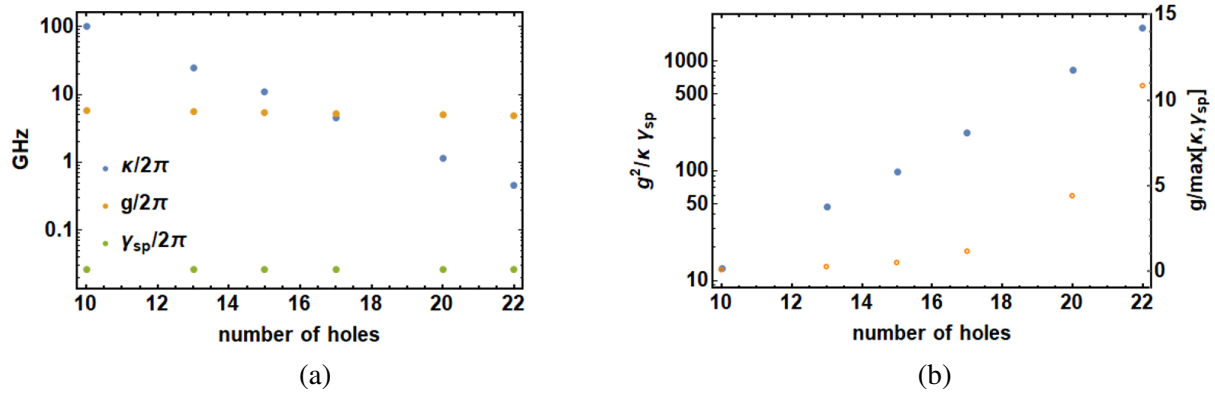 100
10
1
0.1
GHz
κ/2π
g/2π
γsp/2π
10 12 14 16 18 20 22
number of holes
(a)
1000
500
100
50
10
g²/κ γsp
15
10
5
0
g/max[κ,γsp]
10 12 14 16 18 20 22
number of holes
(b)